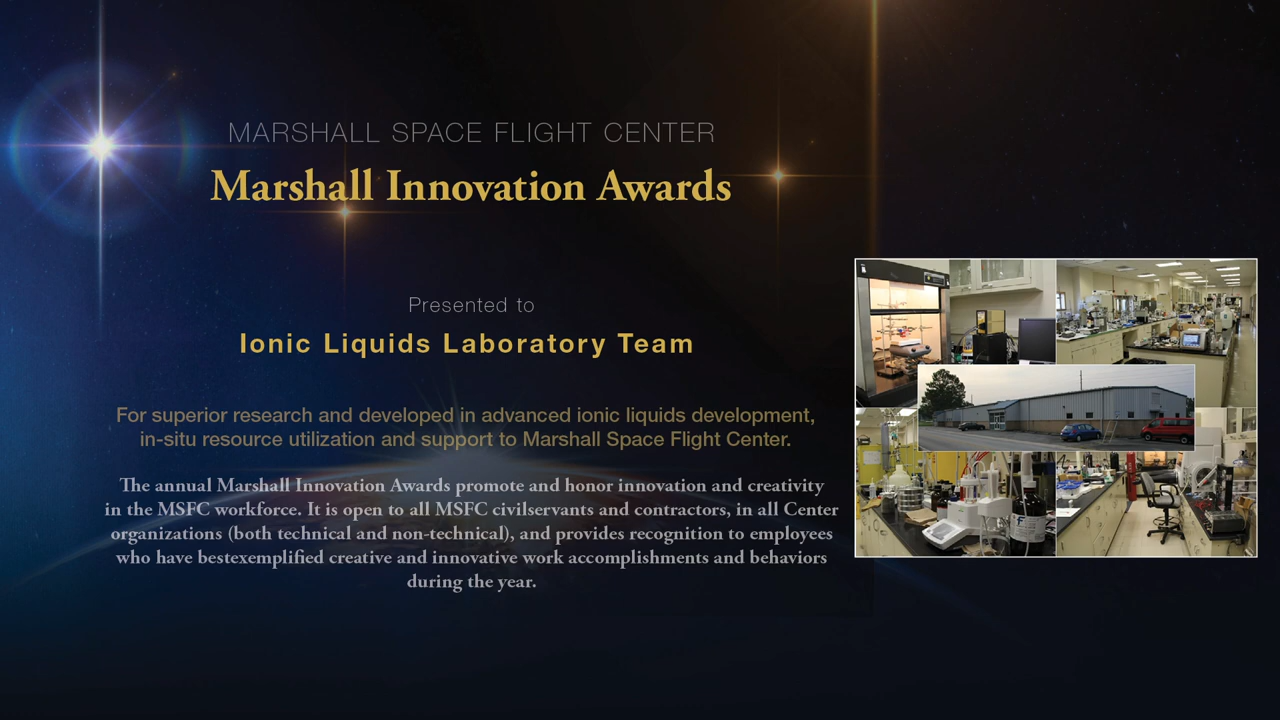 MARSHALL SPACE FLIGHT CENTER
Marshall Innovation Awards
Presented to
Ionic Liquids Laboratory Team
For superior research and developed in advanced ionic liquids development,
in-situ resource utilization and support to Marshall Space Flight Center.
The annual Marshall Innovation Awards promote and honor innovation and creativity
in the MSFC workforce. It is open to all MSFC civilservants and contractors, in all Center
organizations (both technical and non-technical), and provides recognition to employees
who have bestexemplified creative and innovative work accomplishments and behaviors
during the year.